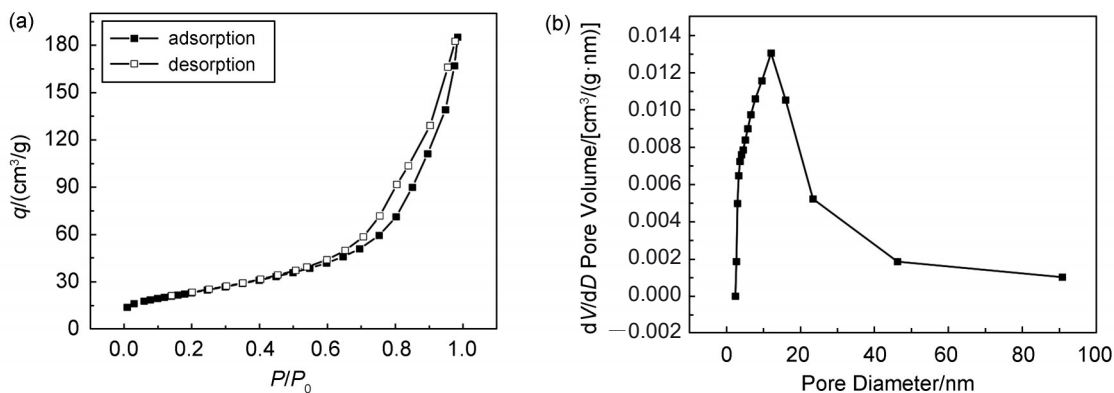 (a)
adsorption
desorption
180
150
120
90
60
30
0
q/(cm³/g)
0.0 0.2 0.4 0.6 0.8 1.0
P/P₀
(b)
0.014
0.012
0.010
0.008
0.006
0.004
0.002
0.000
—0.002
dV/dD Pore Volume/[cm³/(g·nm)]
0 20 40 60 80 100
Pore Diameter/nm